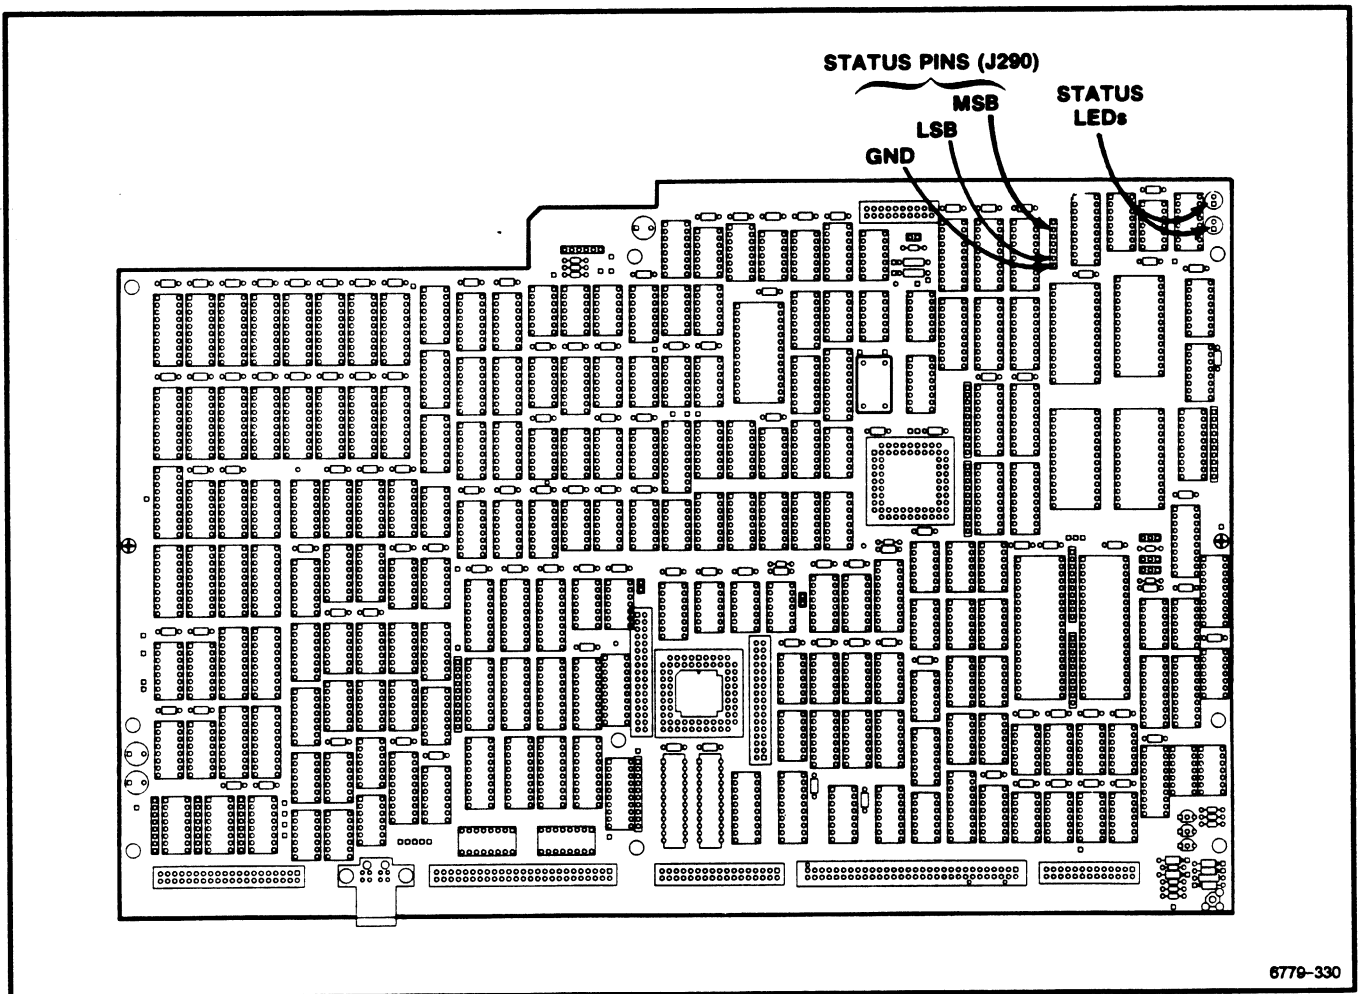 STATUS PINS (J290)
MSB
LSB
GND
STATUS
LEDs
6779-330